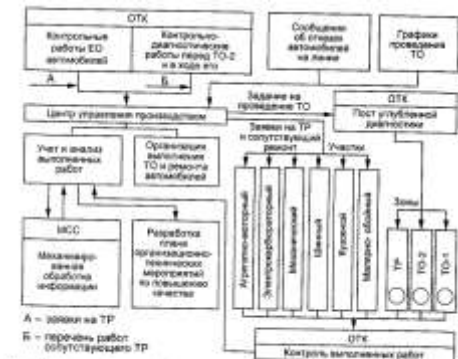 ОТК
Контрольные
работы ЕО
автомобилей
Контрольно-
диагностические
работы перед ТО-2
и в ходе его
Сообщения
об отказах
автомобилей
на линии
Графики
проведения
ТО
А
Б
Задание на
проведение ТО
ОТК
Пост углубленной
диагностики
Центр управления производством
Заявки на ТР
и сопутствующий
ремонт
Участки
Учет и анализ
выполненных
работ
Организация
выполнения
ТО и ремонта
автомобилей
Агрегатно-моторный
Электрокарбюраторный
Механический
Шинный
Кузовной
Малярно-обойный
Зоны
ТР
ТО-2
ТО-1
МСС
Механизиро-
ванная
обработка
информации
Разработка
плана
организационно-
технических
мероприятий
по повышению
качества
А – заявки на ТР
Б – перечень работ
сопутствующего ТР
ОТК
Контроль выполненных работ